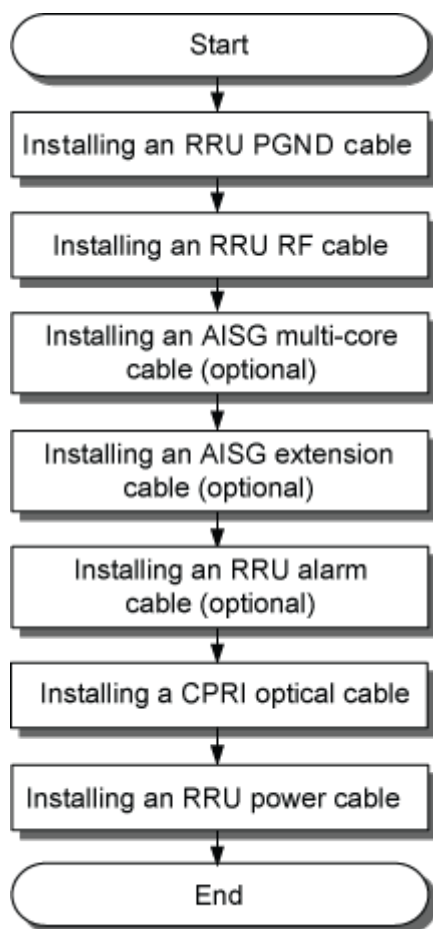 Start
Installing an RRU PGND cable
Installing an RRU RF cable
Installing an AISG multi-core
cable (optional)
Installing an AISG extension
cable (optional)
Installing an RRU alarm
cable (optional)
Installing a CPRI optical cable
Installing an RRU power cable
End